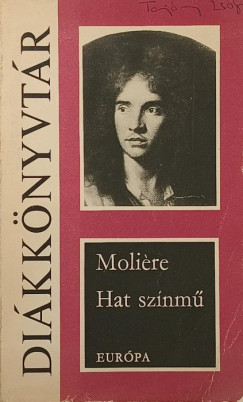 DIÁKKÖNYVTÁR
Molière
Hat színmű
EURÓPA